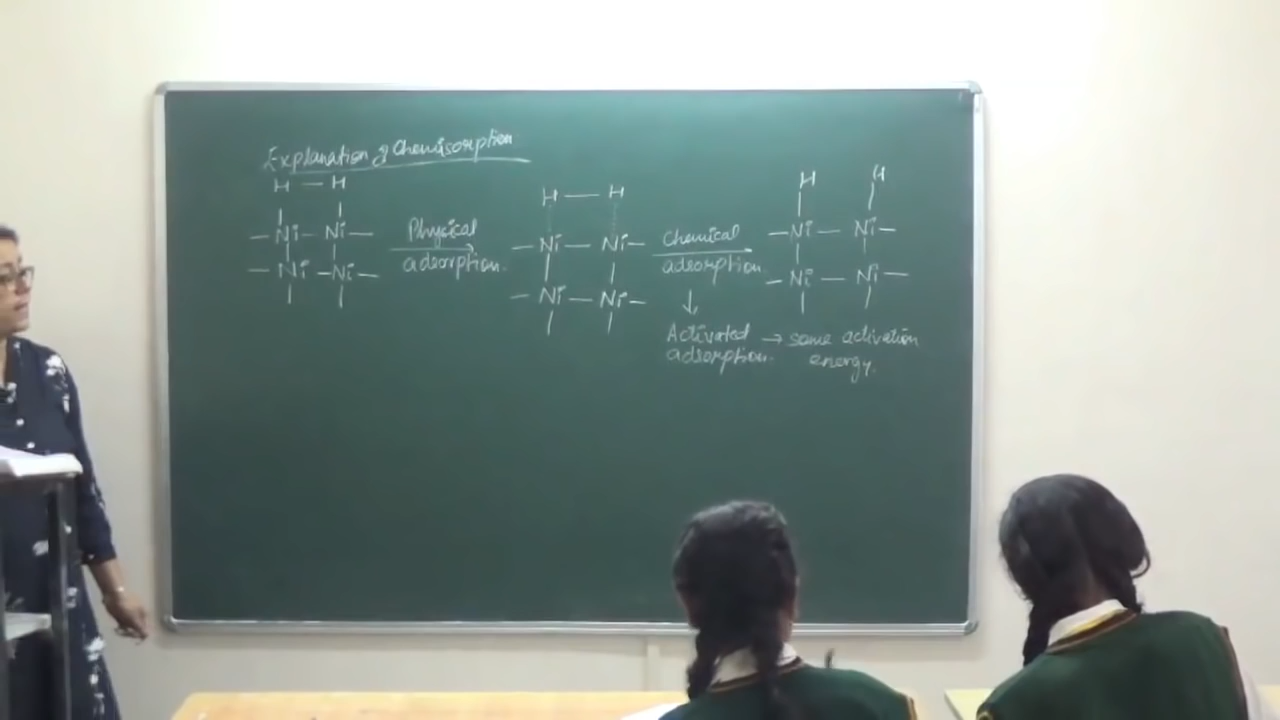 Explanation of Chemisorption
H — H
— Ni — Ni —
— Ni — Ni —
Physical
adsorption.
H — H
— Ni — Ni —
— Ni — Ni —
Chemical
adsorption.
↓
Activated
adsorption. → some activation
energy.
H H
— Ni — Ni —
— Ni — Ni —